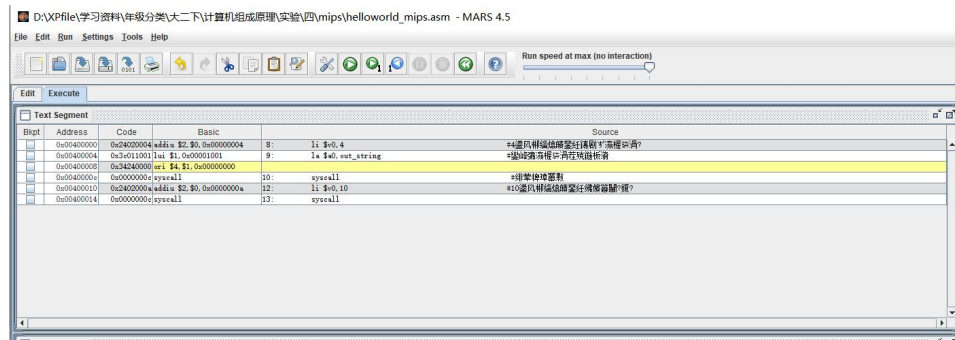 D:\XPfile\学习资料\年级分类\大二下\计算机组成原理\实验\四\mips\helloworld_mips.asm - MARS 4.5
File Edit Run Settings Tools Help
Run speed at max (no interaction)
Edit Execute
Text Segment
Bkpt Address Code Basic Source
0x00400000 0x24020004 addiu $2,$0,0x00000004 8: li $v0,4
0x00400004 0x3c011001 lui $1,0x00001001 9: la $a0,out_string
0x00400008 0x34240000 ori $4,$1,0x00000000
0x0040000c 0x0000000c syscall 10: syscall
0x00400010 0x2402000a addiu $2,$0,0x0000000a 12: li $v0,10
0x00400014 0x0000000c syscall 13: syscall